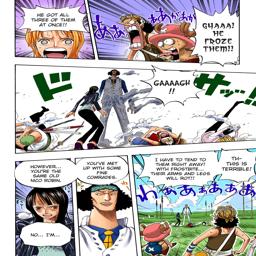 HE GOT ALL
THREE OF THEM
AT ONCE!!
GYAAA!
HE
FROZE
THEM!!
GAAAAGH
!!
HOWEVER...
YOU'RE
THE SAME
OLD
NICO ROBIN.
NO... I'M...
YOU'VE MET
UP WITH
SOME
FINE
COMRADES.
I HAVE TO TEND TO
THEM RIGHT AWAY!
WITH FROSTBITE...
THEIR ARMS AND LEGS
WILL ROT!!
TH-
THIS IS
TERRIBLE!